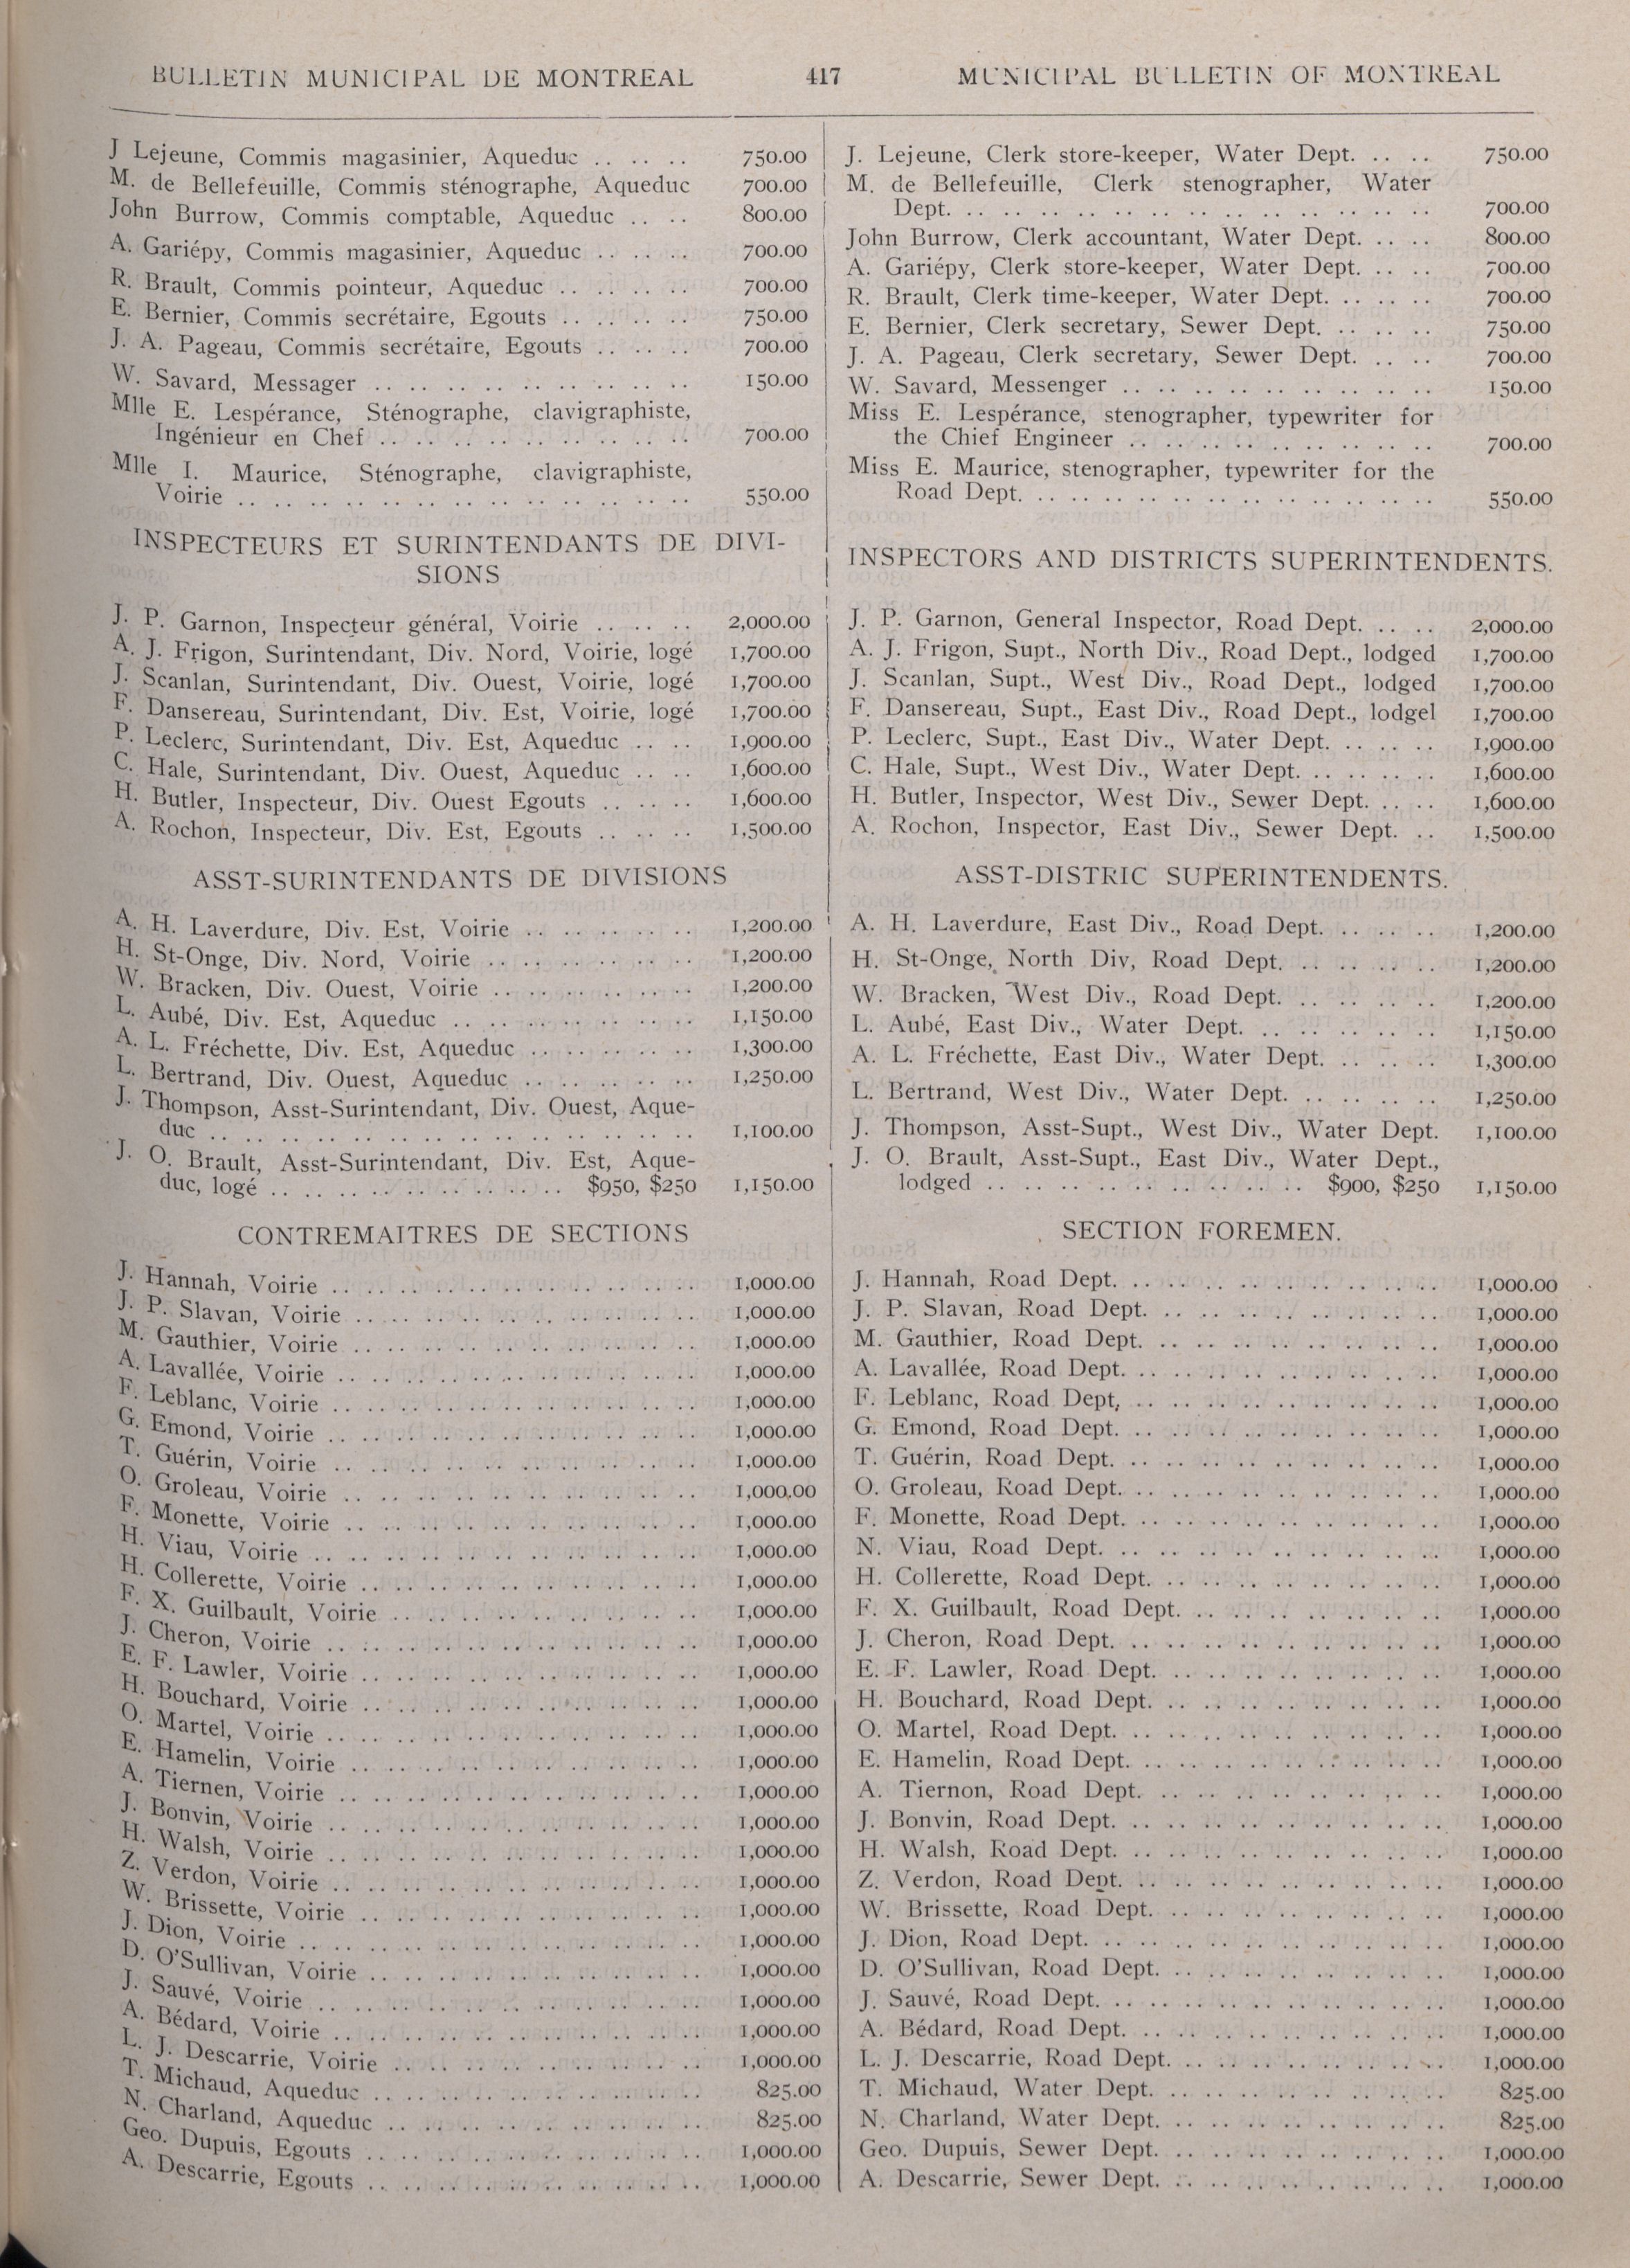 BULLETIN MUNICIPAL DE MONTREAL 417 MUNICIPAL BULLETIN OF MONTREAL
J Lejeune, Commis magasinier, Aqueduc .. .. .. 750.00
M. de Bellefeuille, Commis sténographe, Aqueduc 700.00
John Burrow, Commis comptable, Aqueduc .. .. 800.00
A. Gariépy, Commis magasinier, Aqueduc .. .. .. 700.00
R. Brault, Commis pointeur, Aqueduc .. .. .. .. 700.00
E. Bernier, Commis secrétaire, Egouts .. .. .. .. 750.00
J. A. Pageau, Commis secrétaire, Egouts .. .. .. 700.00
W. Savard, Messager .. .. .. .. .. .. .. .. .. 150.00
Mlle E. Lespérance, Sténographe, clavigraphiste,
Ingénieur en Chef .. .. .. .. .. .. .. .. .. 700.00
Mlle I. Maurice, Sténographe, clavigraphiste,
Voirie .. .. .. .. .. .. .. .. .. .. .. .. .. 550.00
INSPECTEURS ET SURINTENDANTS DE DIVI-
SIONS
J. P. Garnon, Inspecteur général, Voirie .. .. .. 2,000.00
A. J. Frigon, Surintendant, Div. Nord, Voirie, logé 1,700.00
J. Scanlan, Surintendant, Div. Ouest, Voirie, logé 1,700.00
F. Dansereau, Surintendant, Div. Est, Voirie, logé 1,700.00
P. Leclerc, Surintendant, Div. Est, Aqueduc .. .. 1,900.00
C. Hale, Surintendant, Div. Ouest, Aqueduc .. .. 1,600.00
H. Butler, Inspecteur, Div. Ouest Egouts .. .. .. 1,600.00
A. Rochon, Inspecteur, Div. Est, Egouts .. .. .. 1,500.00
ASST-SURINTENDANTS DE DIVISIONS
A. H. Laverdure, Div. Est, Voirie .. .. .. .. .. 1,200.00
H. St-Onge, Div. Nord, Voirie .. .. .. .. .. .. 1,200.00
W. Bracken, Div. Ouest, Voirie .. .. .. .. .. .. 1,200.00
L. Aubé, Div. Est, Aqueduc .. .. .. .. .. .. .. 1,150.00
A. L. Fréchette, Div. Est, Aqueduc .. .. .. .. .. 1,300.00
L. Bertrand, Div. Ouest, Aqueduc .. .. .. .. .. 1,250.00
J. Thompson, Asst-Surintendant, Div. Ouest, Aque-
duc .. .. .. .. .. .. .. .. .. .. .. .. .. .. 1,100.00
J. O. Brault, Asst-Surintendant, Div. Est, Aque-
duc, logé .. .. .. .. .. .. .. .. .. $950, $250 1,150.00
CONTREMAITRES DE SECTIONS
J. Hannah, Voirie .. .. .. .. .. .. .. .. .. .. 1,000.00
J. P. Slavan, Voirie .. .. .. .. .. .. .. .. .. .. 1,000.00
M. Gauthier, Voirie .. .. .. .. .. .. .. .. .. .. 1,000.00
A. Lavallée, Voirie .. .. .. .. .. .. .. .. .. .. 1,000.00
F. Leblanc, Voirie .. .. .. .. .. .. .. .. .. .. 1,000.00
G. Emond, Voirie .. .. .. .. .. .. .. .. .. .. 1,000.00
T. Guérin, Voirie .. .. .. .. .. .. .. .. .. .. 1,000.00
O. Groleau, Voirie .. .. .. .. .. .. .. .. .. .. 1,000.00
F. Monette, Voirie .. .. .. .. .. .. .. .. .. .. 1,000.00
H. Viau, Voirie .. .. .. .. .. .. .. .. .. .. .. 1,000.00
H. Collerette, Voirie .. .. .. .. .. .. .. .. .. 1,000.00
F. X. Guilbault, Voirie .. .. .. .. .. .. .. .. .. 1,000.00
J. Cheron, Voirie .. .. .. .. .. .. .. .. .. .. 1,000.00
E. F. Lawler, Voirie .. .. .. .. .. .. .. .. .. .. 1,000.00
H. Bouchard, Voirie .. .. .. .. .. .. .. .. .. .. 1,000.00
O. Martel, Voirie .. .. .. .. .. .. .. .. .. .. 1,000.00
E. Hamelin, Voirie .. .. .. .. .. .. .. .. .. .. 1,000.00
A. Tiernen, Voirie .. .. .. .. .. .. .. .. .. .. 1,000.00
J. Bonvin, Voirie .. .. .. .. .. .. .. .. .. .. 1,000.00
H. Walsh, Voirie .. .. .. .. .. .. .. .. .. .. 1,000.00
Z. Verdon, Voirie .. .. .. .. .. .. .. .. .. .. 1,000.00
W. Brissette, Voirie .. .. .. .. .. .. .. .. .. .. 1,000.00
J. Dion, Voirie .. .. .. .. .. .. .. .. .. .. .. 1,000.00
D. O'Sullivan, Voirie .. .. .. .. .. .. .. .. .. 1,000.00
J. Sauvé, Voirie .. .. .. .. .. .. .. .. .. .. .. 1,000.00
A. Bédard, Voirie .. .. .. .. .. .. .. .. .. .. 1,000.00
L. J. Descarrie, Voirie .. .. .. .. .. .. .. .. .. 1,000.00
T. Michaud, Aqueduc .. .. .. .. .. .. .. .. .. 825.00
N. Charland, Aqueduc .. .. .. .. .. .. .. .. .. 825.00
Geo. Dupuis, Egouts .. .. .. .. .. .. .. .. .. 1,000.00
A. Descarrie, Egouts .. .. .. .. .. .. .. .. .. 1,000.00
J. Lejeune, Clerk store-keeper, Water Dept. .. .. 750.00
M. de Bellefeuille, Clerk stenographer, Water
Dept. .. .. .. .. .. .. .. .. .. .. .. .. .. 700.00
John Burrow, Clerk accountant, Water Dept. .. .. 800.00
A. Gariépy, Clerk store-keeper, Water Dept. .. .. 700.00
R. Brault, Clerk time-keeper, Water Dept. .. .. .. 700.00
E. Bernier, Clerk secretary, Sewer Dept. .. .. .. 750.00
J. A. Pageau, Clerk secretary, Sewer Dept. .. .. 700.00
W. Savard, Messenger .. .. .. .. .. .. .. .. .. 150.00
Miss E. Lespérance, stenographer, typewriter for
the Chief Engineer .. .. .. .. .. .. .. .. .. 700.00
Miss E. Maurice, stenographer, typewriter for the
Road Dept. .. .. .. .. .. .. .. .. .. .. .. 550.00
INSPECTORS AND DISTRICTS SUPERINTENDENTS.
J. P. Garnon, General Inspector, Road Dept. .. .. 2,000.00
A. J. Frigon, Supt., North Div., Road Dept., lodged 1,700.00
J. Scanlan, Supt., West Div., Road Dept., lodged 1,700.00
F. Dansereau, Supt., East Div., Road Dept., lodgel 1,700.00
P. Leclerc, Supt., East Div., Water Dept. .. .. .. 1,900.00
C. Hale, Supt., West Div., Water Dept. .. .. .. .. 1,600.00
H. Butler, Inspector, West Div., Sewer Dept. .. .. 1,600.00
A. Rochon, Inspector, East Div., Sewer Dept. .. 1,500.00
ASST-DISTRIC SUPERINTENDENTS.
A. H. Laverdure, East Div., Road Dept. .. .. .. 1,200.00
H. St-Onge, North Div, Road Dept. .. .. .. .. 1,200.00
W. Bracken, West Div., Road Dept. .. .. .. .. 1,200.00
L. Aubé, East Div., Water Dept. .. .. .. .. .. 1,150.00
A. L. Fréchette, East Div., Water Dept. .. .. .. 1,300.00
L. Bertrand, West Div., Water Dept. .. .. .. .. 1,250.00
J. Thompson, Asst-Supt., West Div., Water Dept. 1,100.00
J. O. Brault, Asst-Supt., East Div., Water Dept.,
lodged .. .. .. .. .. .. .. .. .. $900, $250 1,150.00
SECTION FOREMEN.
J. Hannah, Road Dept. .. .. .. .. .. .. .. .. .. 1,000.00
J. P. Slavan, Road Dept. .. .. .. .. .. .. .. .. 1,000.00
M. Gauthier, Road Dept. .. .. .. .. .. .. .. .. 1,000.00
A. Lavallée, Road Dept. .. .. .. .. .. .. .. .. .. 1,000.00
F. Leblanc, Road Dept, .. .. .. .. .. .. .. .. .. 1,000.00
G. Emond, Road Dept. .. .. .. .. .. .. .. .. .. 1,000.00
T. Guérin, Road Dept. .. .. .. .. .. .. .. .. .. 1,000.00
O. Groleau, Road Dept. .. .. .. .. .. .. .. .. .. 1,000.00
F. Monette, Road Dept. .. .. .. .. .. .. .. .. .. 1,000.00
N. Viau, Road Dept. .. .. .. .. .. .. .. .. .. 1,000.00
H. Collerette, Road Dept. .. .. .. .. .. .. .. .. 1,000.00
F. X. Guilbault, Road Dept. .. .. .. .. .. .. .. 1,000.00
J. Cheron, Road Dept. .. .. .. .. .. .. .. .. .. 1,000.00
E. F. Lawler, Road Dept. .. .. .. .. .. .. .. .. 1,000.00
H. Bouchard, Road Dept. .. .. .. .. .. .. .. .. 1,000.00
O. Martel, Road Dept. .. .. .. .. .. .. .. .. .. 1,000.00
E. Hamelin, Road Dept. .. .. .. .. .. .. .. .. .. 1,000.00
A. Tiernon, Road Dept. .. .. .. .. .. .. .. .. 1,000.00
J. Bonvin, Road Dept. .. .. .. .. .. .. .. .. .. 1,000.00
H. Walsh, Road Dept. .. .. .. .. .. .. .. .. .. 1,000.00
Z. Verdon, Road Dept. .. .. .. .. .. .. .. .. .. 1,000.00
W. Brissette, Road Dept. .. .. .. .. .. .. .. .. 1,000.00
J. Dion, Road Dept. .. .. .. .. .. .. .. .. .. .. 1,000.00
D. O'Sullivan, Road Dept. .. .. .. .. .. .. .. .. 1,000.00
J. Sauvé, Road Dept. .. .. .. .. .. .. .. .. .. .. 1,000.00
A. Bédard, Road Dept. .. .. .. .. .. .. .. .. .. 1,000.00
L. J. Descarrie, Road Dept. .. .. .. .. .. .. .. .. 1,000.00
T. Michaud, Water Dept. .. .. .. .. .. .. .. .. 825.00
N. Charland, Water Dept. .. .. .. .. .. .. .. .. 825.00
Geo. Dupuis, Sewer Dept. .. .. .. .. .. .. .. .. 1,000.00
A. Descarrie, Sewer Dept. .. .. .. .. .. .. .. .. 1,000.00